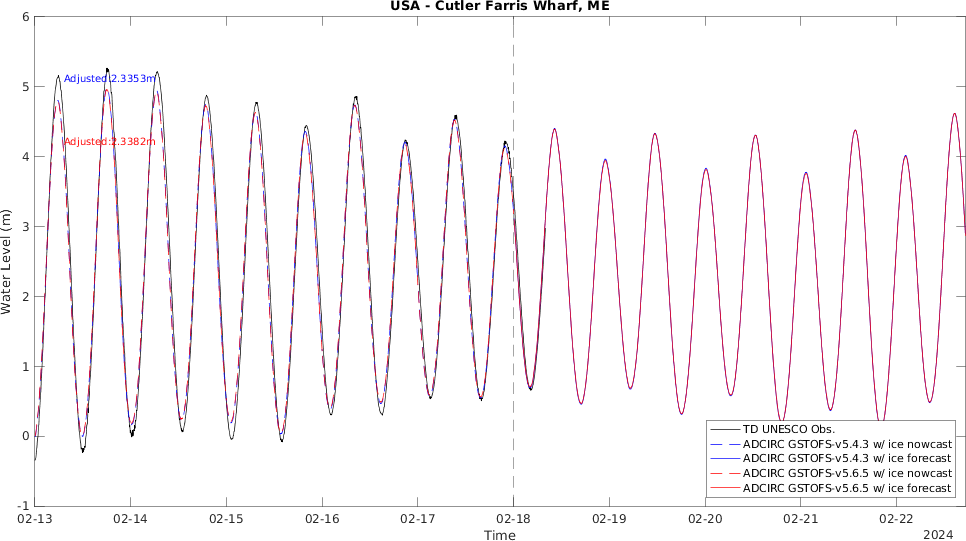 USA - Cutler Farris Wharf, ME
6
5
4
3
2
1
0
-1
Water Level (m)
Adjusted:2.3353m
Adjusted:2.3382m
TD UNESCO Obs.
ADCIRC GSTOFS-v5.4.3 w/ ice nowcast
ADCIRC GSTOFS-v5.4.3 w/ ice forecast
ADCIRC GSTOFS-v5.6.5 w/ ice nowcast
ADCIRC GSTOFS-v5.6.5 w/ ice forecast
02-13 02-14 02-15 02-16 02-17 02-18 02-19 02-20 02-21 02-22
Time
2024